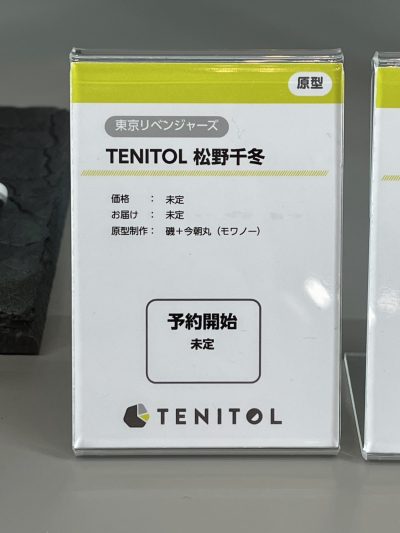 原型
東京リベンジャーズ
TENITOL 松野千冬
価格 : 未定
お届け : 未定
原型制作 : 磯+今朝丸（モワノー）
予約開始
未定
TENITOL